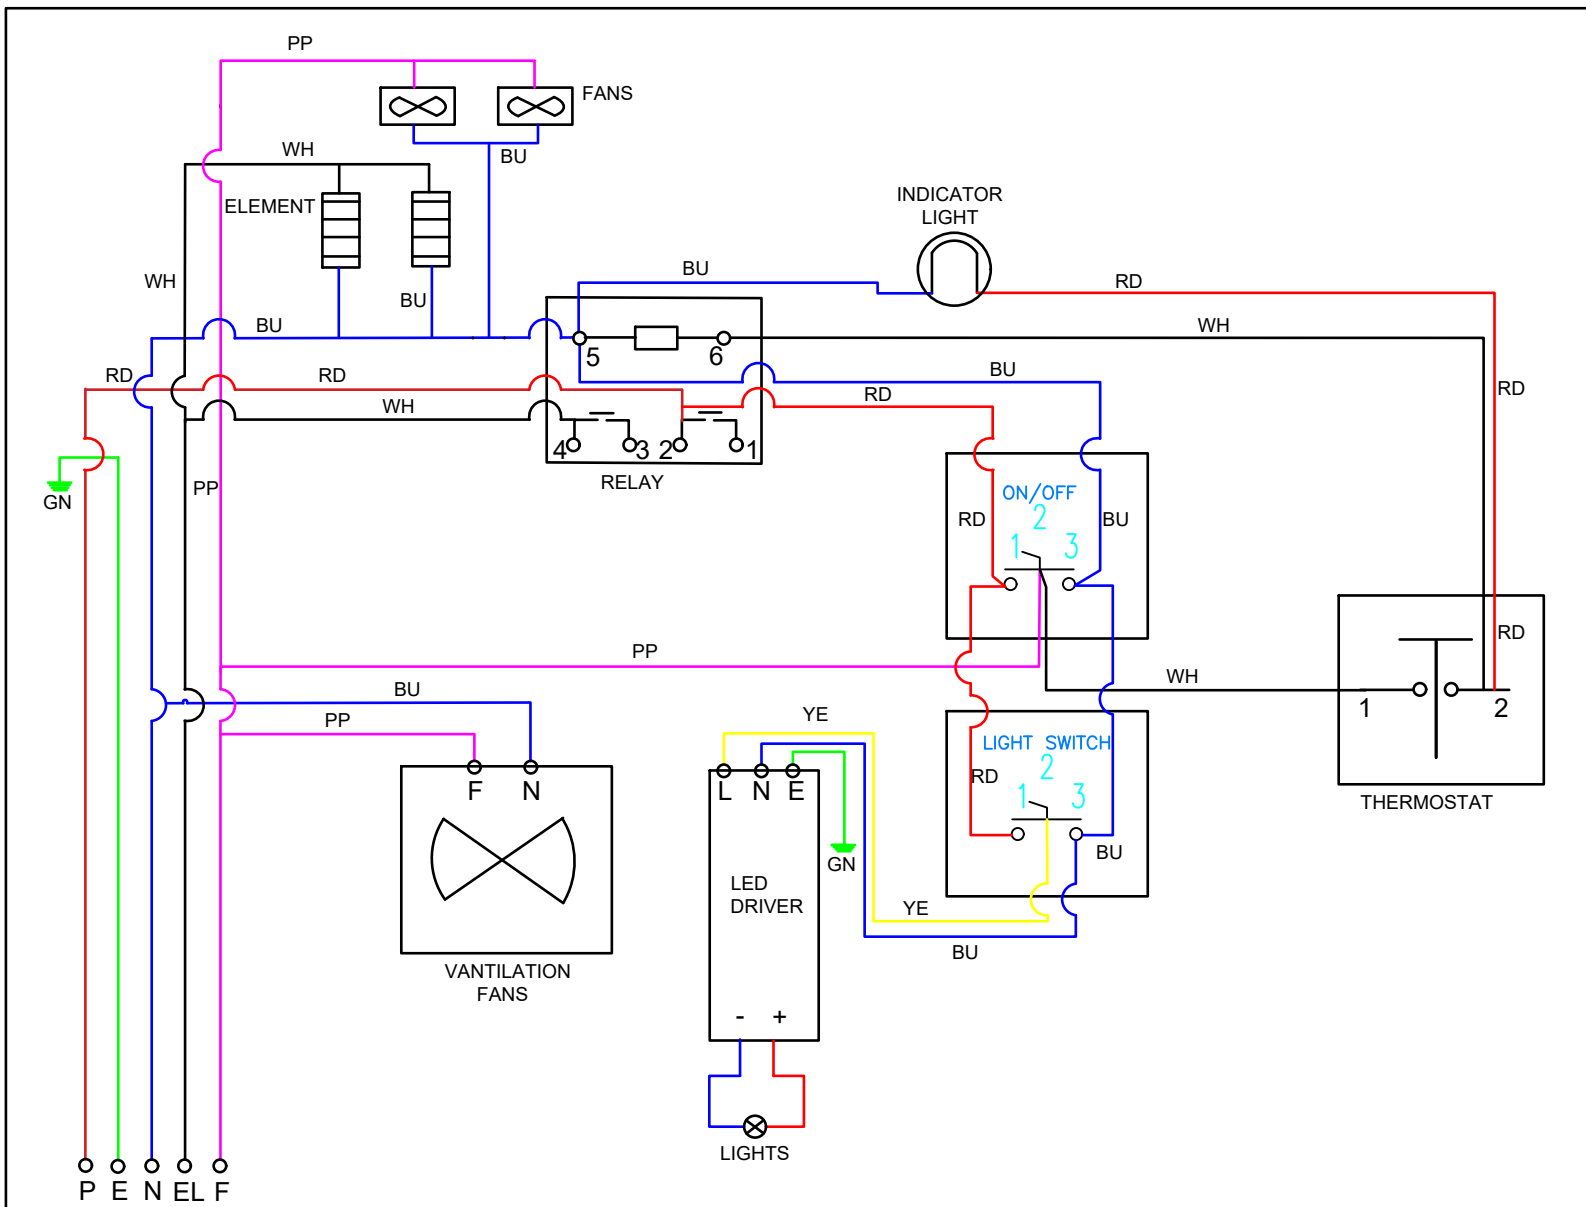 PP
FANS
WH
BU
INDICATOR
LIGHT
ELEMENT
WH
BU
BU
RD
BU
BU
WH
5
6
RD
RD
BU
RD
RD
WH
4
3
2
1
RELAY
GN
PP
ON/OFF
RD
2
BU
1
3
RD
PP
WH
BU
1
2
PP
YE
LIGHT SWITCH
2
RD
1
3
THERMOSTAT
F
N
L
N
E
BU
GN
LED
DRIVER
YE
BU
VANTILATION
FANS
-
+
LIGHTS
P
E
N
EL
F